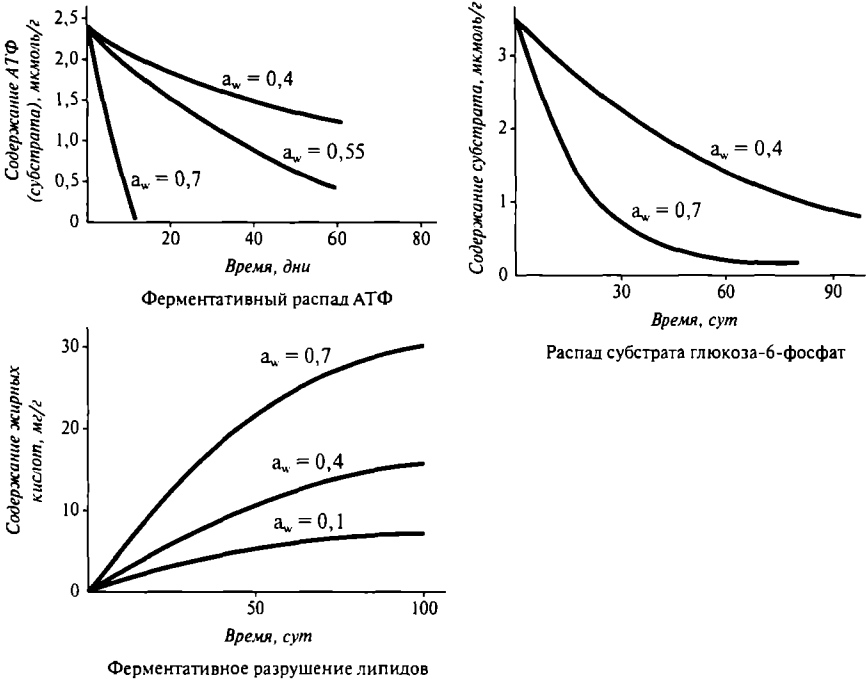 Содержание АТФ
(субстрата), мкмоль/г
2,5
2,0
1,5
1,0
0,5
0
a_w = 0,4
a_w = 0,55
a_w = 0,7
20
40
60
80
Время, дни
Ферментативный распад АТФ
Содержание субстрата, мкмоль/г
3
2
1
0
a_w = 0,4
a_w = 0,7
30
60
90
Время, сут
Распад субстрата глюкоза-6-фосфат
Содержание жирных
кислот, мг/г
30
20
10
0
a_w = 0,7
a_w = 0,4
a_w = 0,1
50
100
Время, сут
Ферментативное разрушение липидов